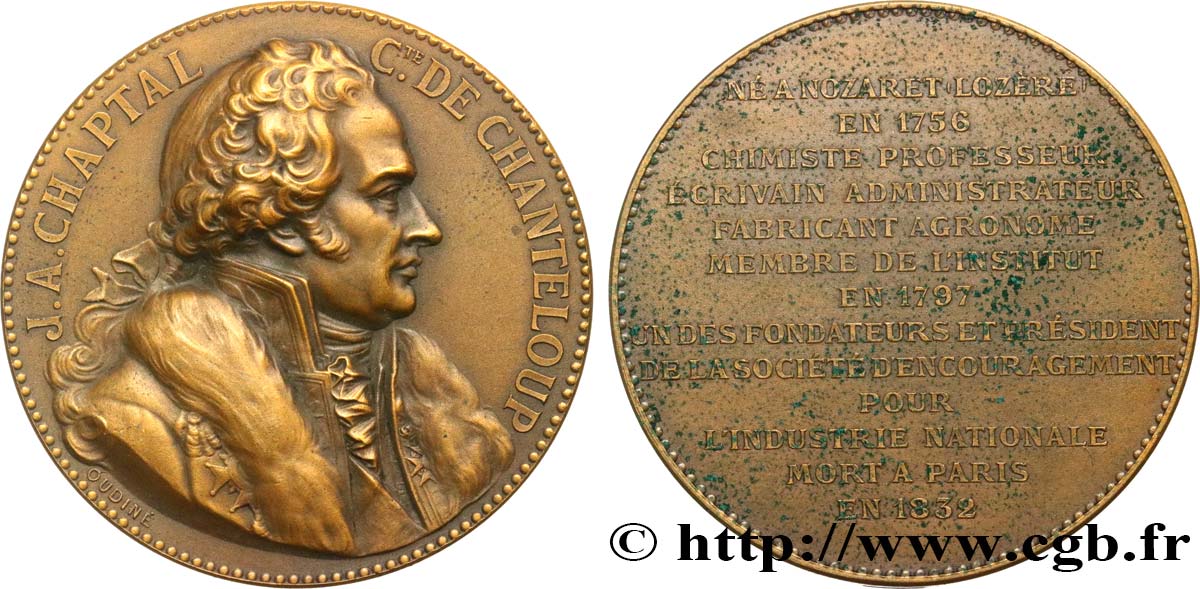 J.A.CHAPTAL CTE. DE CHANTELOUP
OUDINÉ
NÉ A NOZARET (LOZÈRE)
EN 1756
CHIMISTE PROFESSEUR
ÉCRIVAIN ADMINISTRATEUR
FABRICANT AGRONOME
MEMBRE DE L'INSTITUT
EN 1797
UN DES FONDATEURS ET PRÉSIDENT
DE LA SOCIÉTÉ D'ENCOURAGEMENT
POUR
L'INDUSTRIE NATIONALE
MORT A PARIS
EN 1832
© http://www.cgb.fr